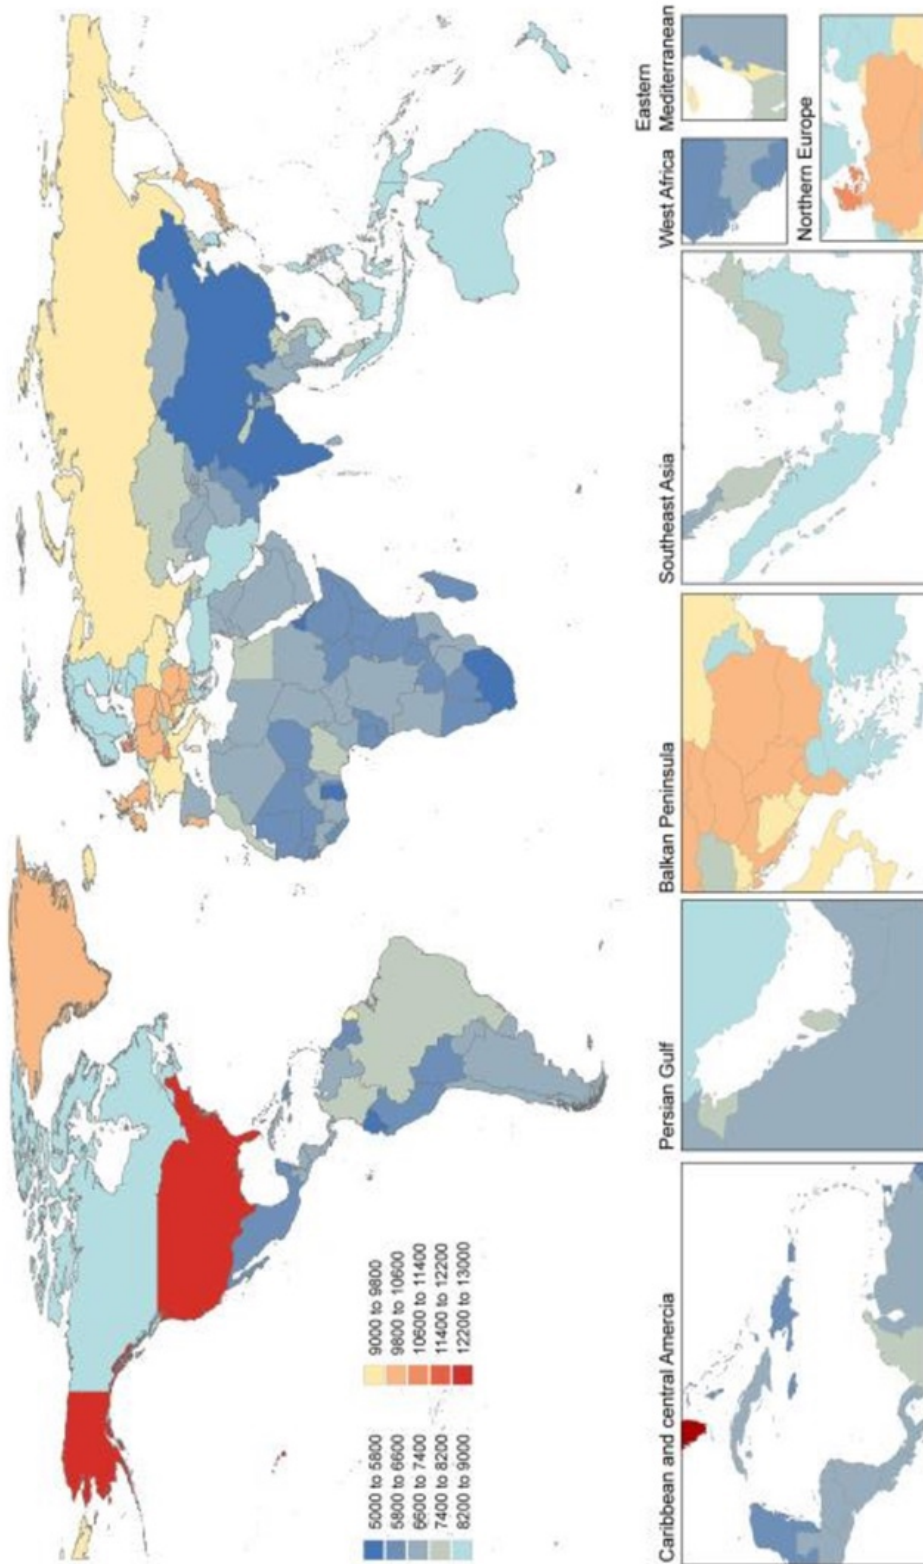 5000 to 5800
5800 to 6600
6600 to 7400
7400 to 8200
8200 to 9000
9000 to 9800
9800 to 10600
10600 to 11400
11400 to 12200
12200 to 13000
Caribbean and central Amercia
Persian Gulf
Balkan Peninsula
Southeast Asia
West Africa
Eastern
Mediterranean
Northern Europe